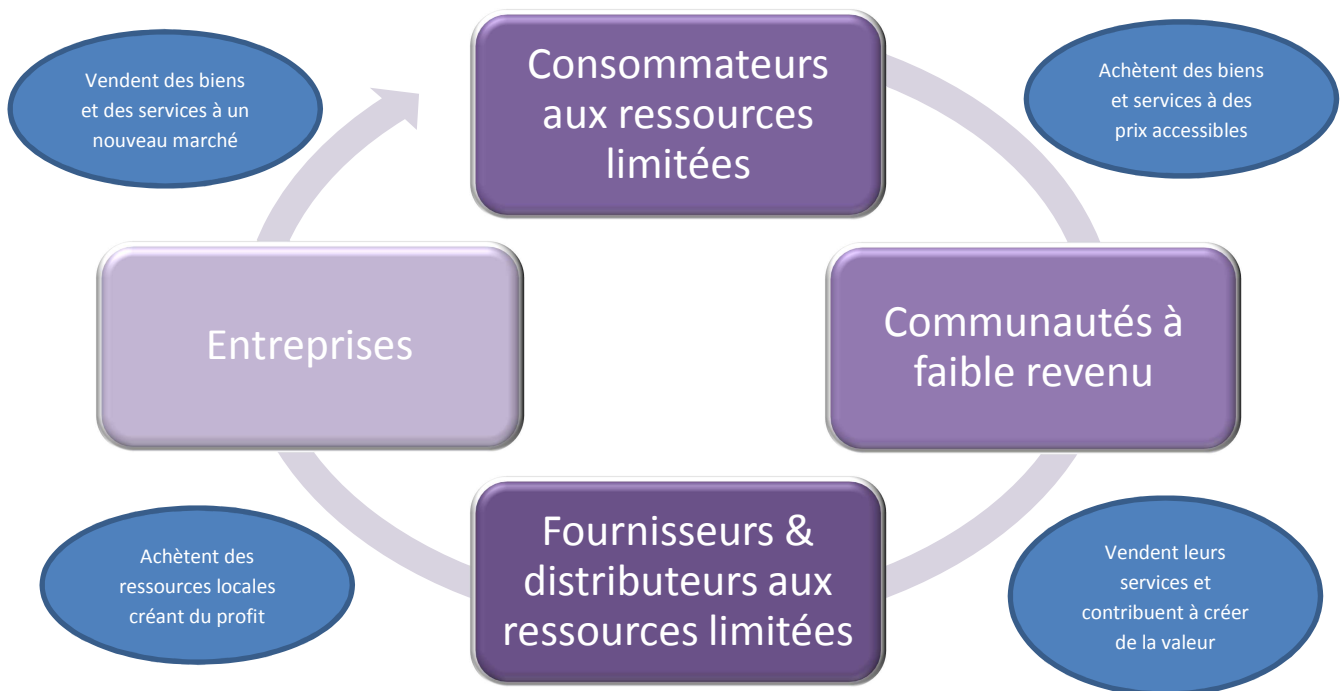 Vendent des biens
et des services à un
nouveau marché
Consommateurs
aux ressources
limitées
Achètent des biens
et services à des
prix accessibles
Entreprises
Communautés à
faible revenu
Achètent des
ressources locales
créant du profit
Fournisseurs &
distributeurs aux
ressources limitées
Vendent leurs
services et
contribuent à créer
de la valeur